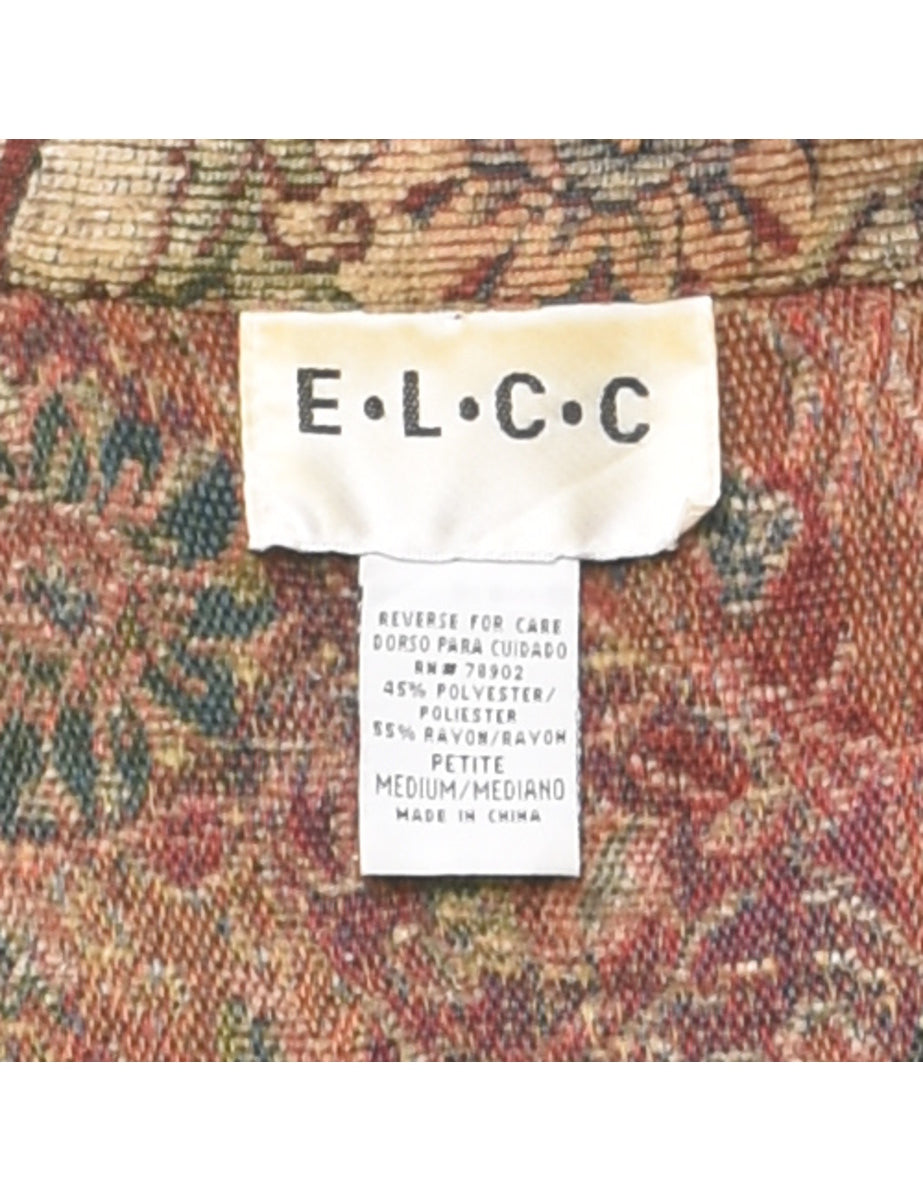 E•L•C•C
REVERSE FOR CARE
DORSO PARA CUIDADO
RN# 78902
45% POLYESTER/
POLIESTER
55% RAYON/RAYON
PETITE
MEDIUM/MEDIANO
MADE IN CHINA